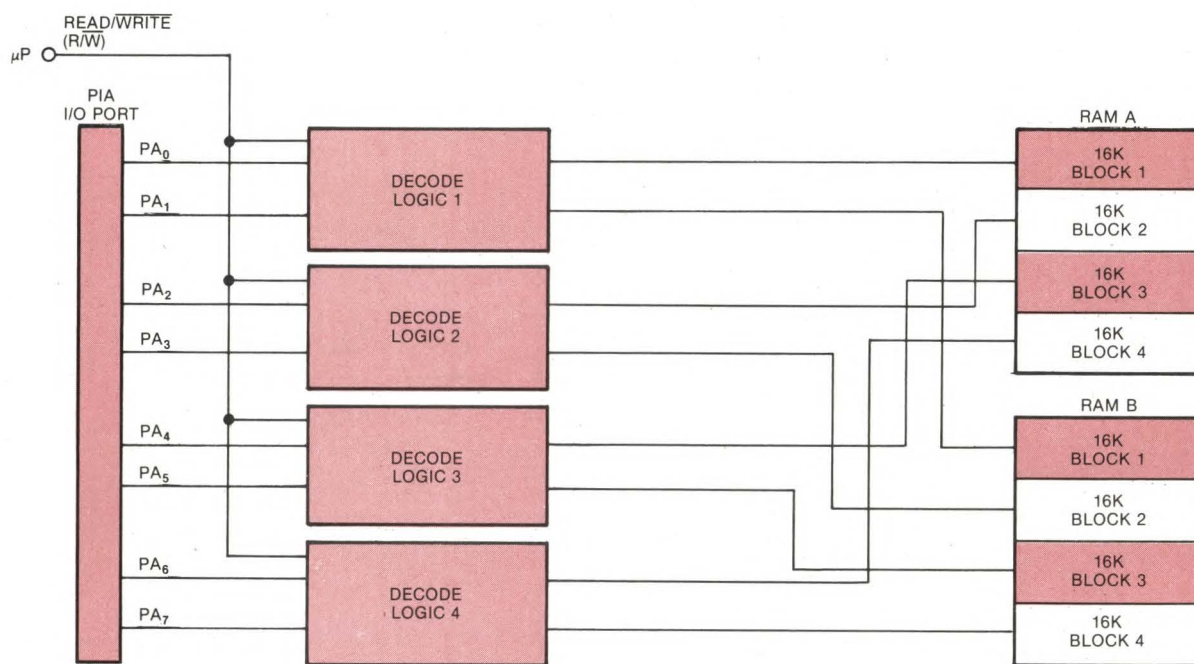 READ/WRITE
(R/W)
μP
PIA
I/O PORT
PA0
PA1
PA2
PA3
PA4
PA5
PA6
PA7
DECODE
LOGIC 1
DECODE
LOGIC 2
DECODE
LOGIC 3
DECODE
LOGIC 4
RAM A
16K
BLOCK 1
16K
BLOCK 2
16K
BLOCK 3
16K
BLOCK 4
RAM B
16K
BLOCK 1
16K
BLOCK 2
16K
BLOCK 3
16K
BLOCK 4